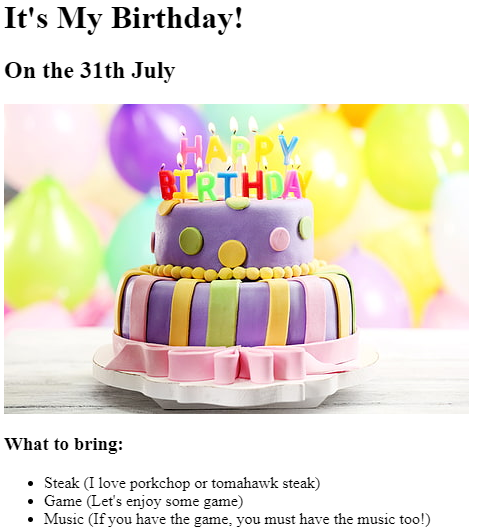 It's My Birthday!
On the 31th July
HAPPY
BIRTHDAY
What to bring:
Steak (I love porkchop or tomahawk steak)
Game (Let's enjoy some game)
Music (If you have the game, you must have the music too!)